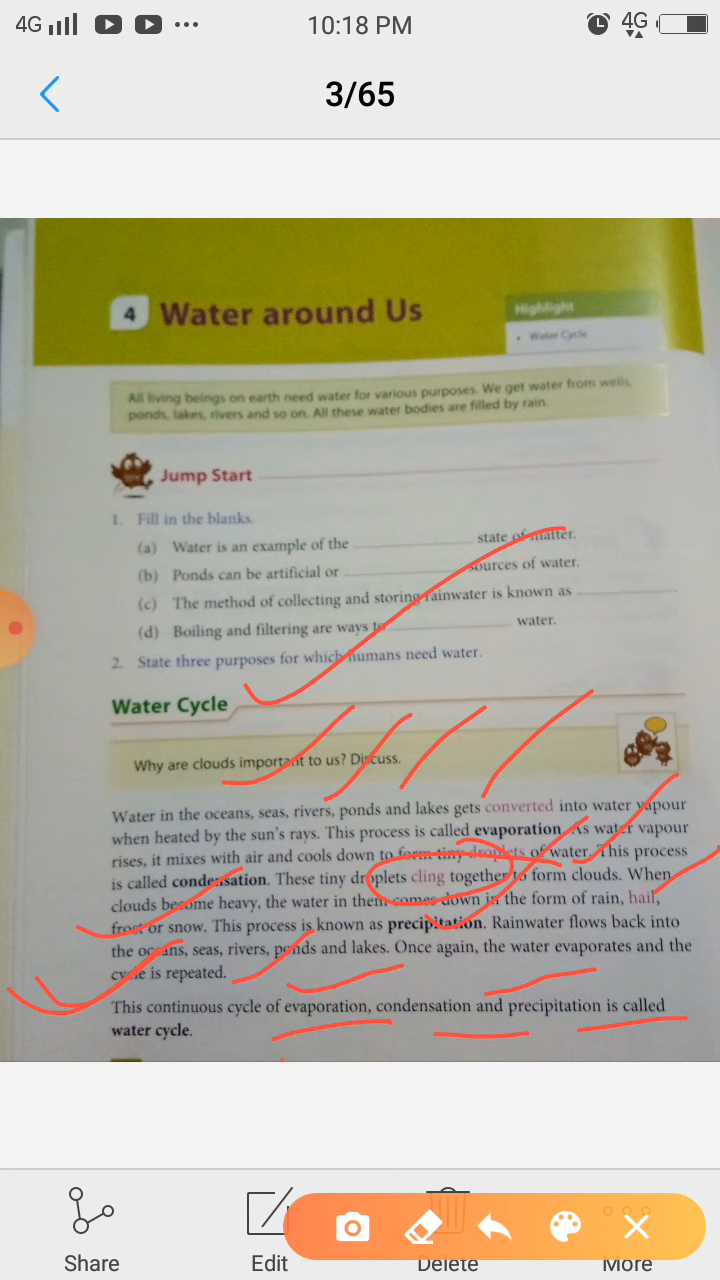 4G 10:18 PM 4G
3/65
4 Water around Us
Highlight
• Water Cycle
All living beings on earth need water for various purposes. We get water from wells,
ponds, lakes, rivers and so on. All these water bodies are filled by rain.
Jump Start
1. Fill in the blanks.
(a) Water is an example of the ____________ state of matter.
(b) Ponds can be artificial or ____________ sources of water.
(c) The method of collecting and storing rainwater is known as ____________
(d) Boiling and filtering are ways to ____________ water.
2. State three purposes for which humans need water.
Water Cycle
Why are clouds important to us? Discuss.
Water in the oceans, seas, rivers, ponds and lakes gets converted into water vapour
when heated by the sun's rays. This process is called evaporation. As water vapour
rises, it mixes with air and cools down to form tiny droplets of water. This process
is called condensation. These tiny droplets cling together to form clouds. When
clouds become heavy, the water in them comes down in the form of rain, hail,
frost or snow. This process is known as precipitation. Rainwater flows back into
the oceans, seas, rivers, ponds and lakes. Once again, the water evaporates and the
cycle is repeated.
This continuous cycle of evaporation, condensation and precipitation is called
water cycle.
Share Edit Delete More